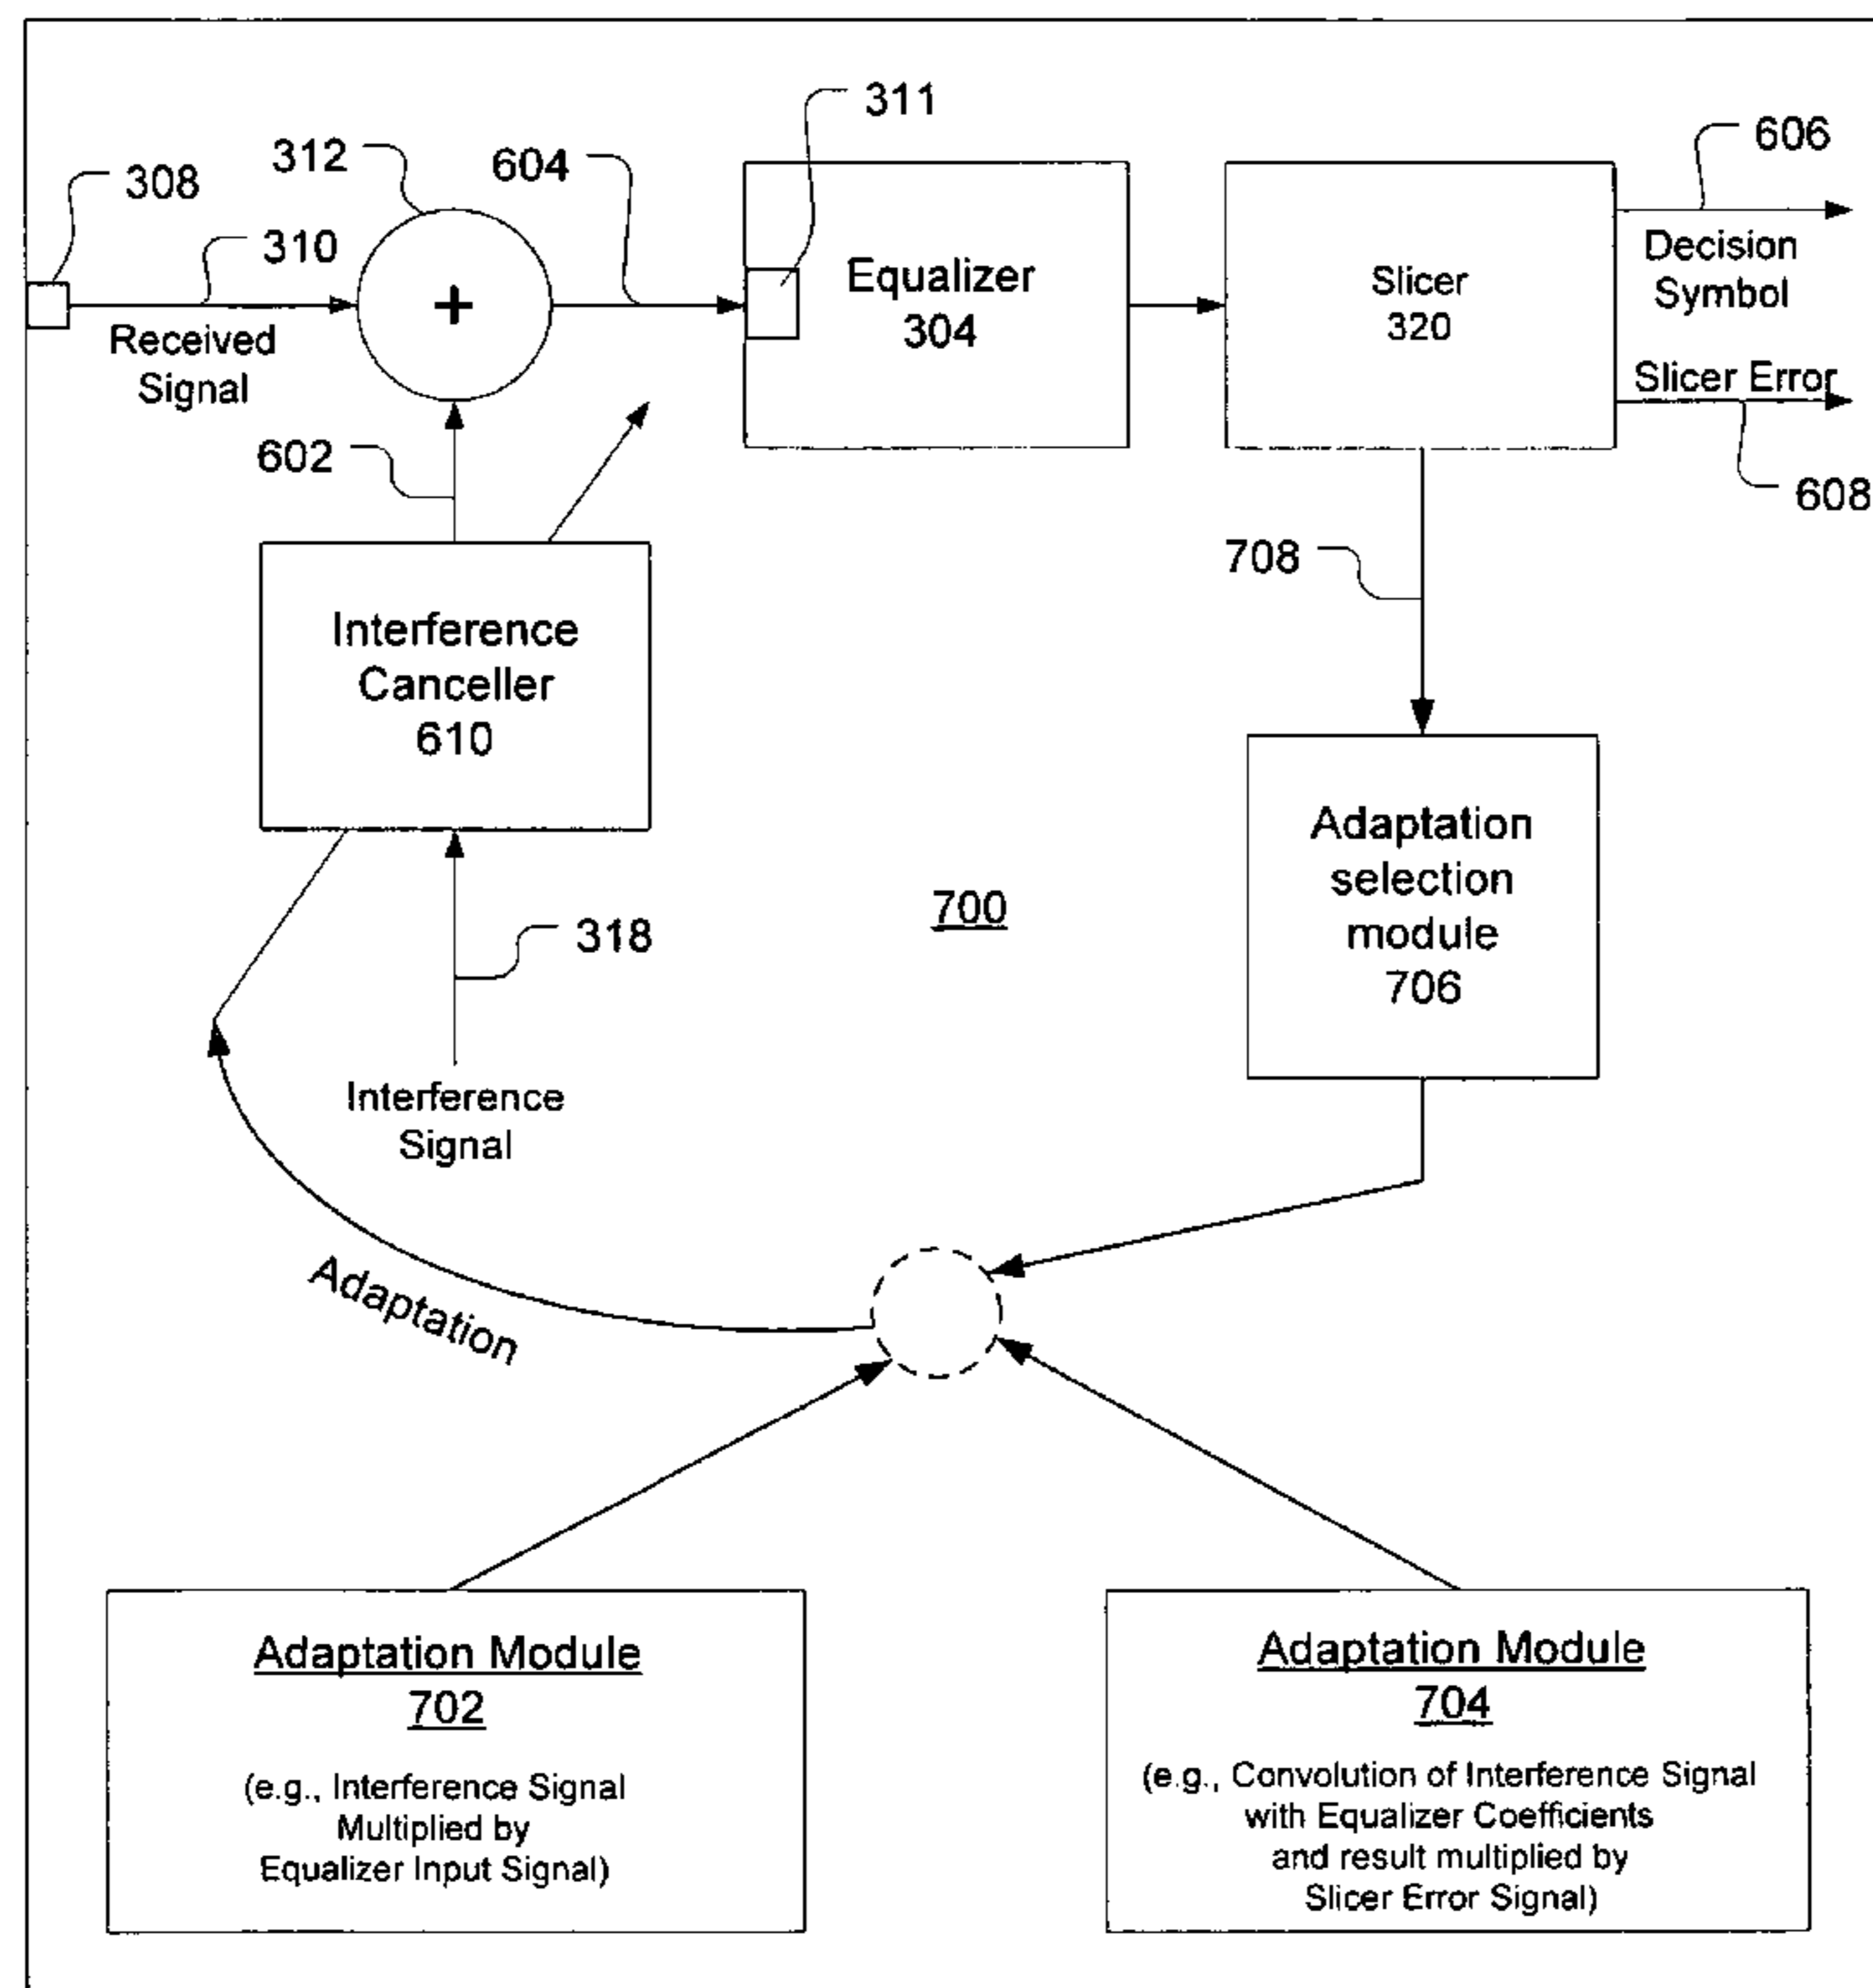 311
606
312
604
308
310
+
Received
Signal
Equalizer
304
Slicer
320
Decision
Symbol
Slicer Error
608
602
708
Interference
Canceller
610
Adaptation
selection
module
706
700
318
Interference
Signal
Adaptation
Adaptation Module
702
(e.g., Interference Signal
Multiplied by
Equalizer Input Signal)
Adaptation Module
704
(e.g., Convolution of Interference Signal
with Equalizer Coefficients
and result multiplied by
Slicer Error Signal)